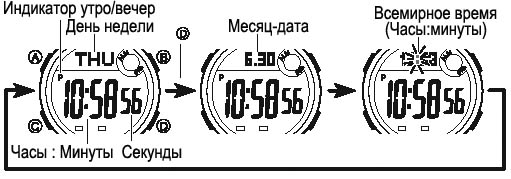 Индикатор утро/вечер
День недели
D
Месяц-дата
Всемирное время
(Часы:минуты)
A THU B
P
10:58 56
C D
6.30
P
10:58 56
P
10:58 56
Часы : Минуты Секунды